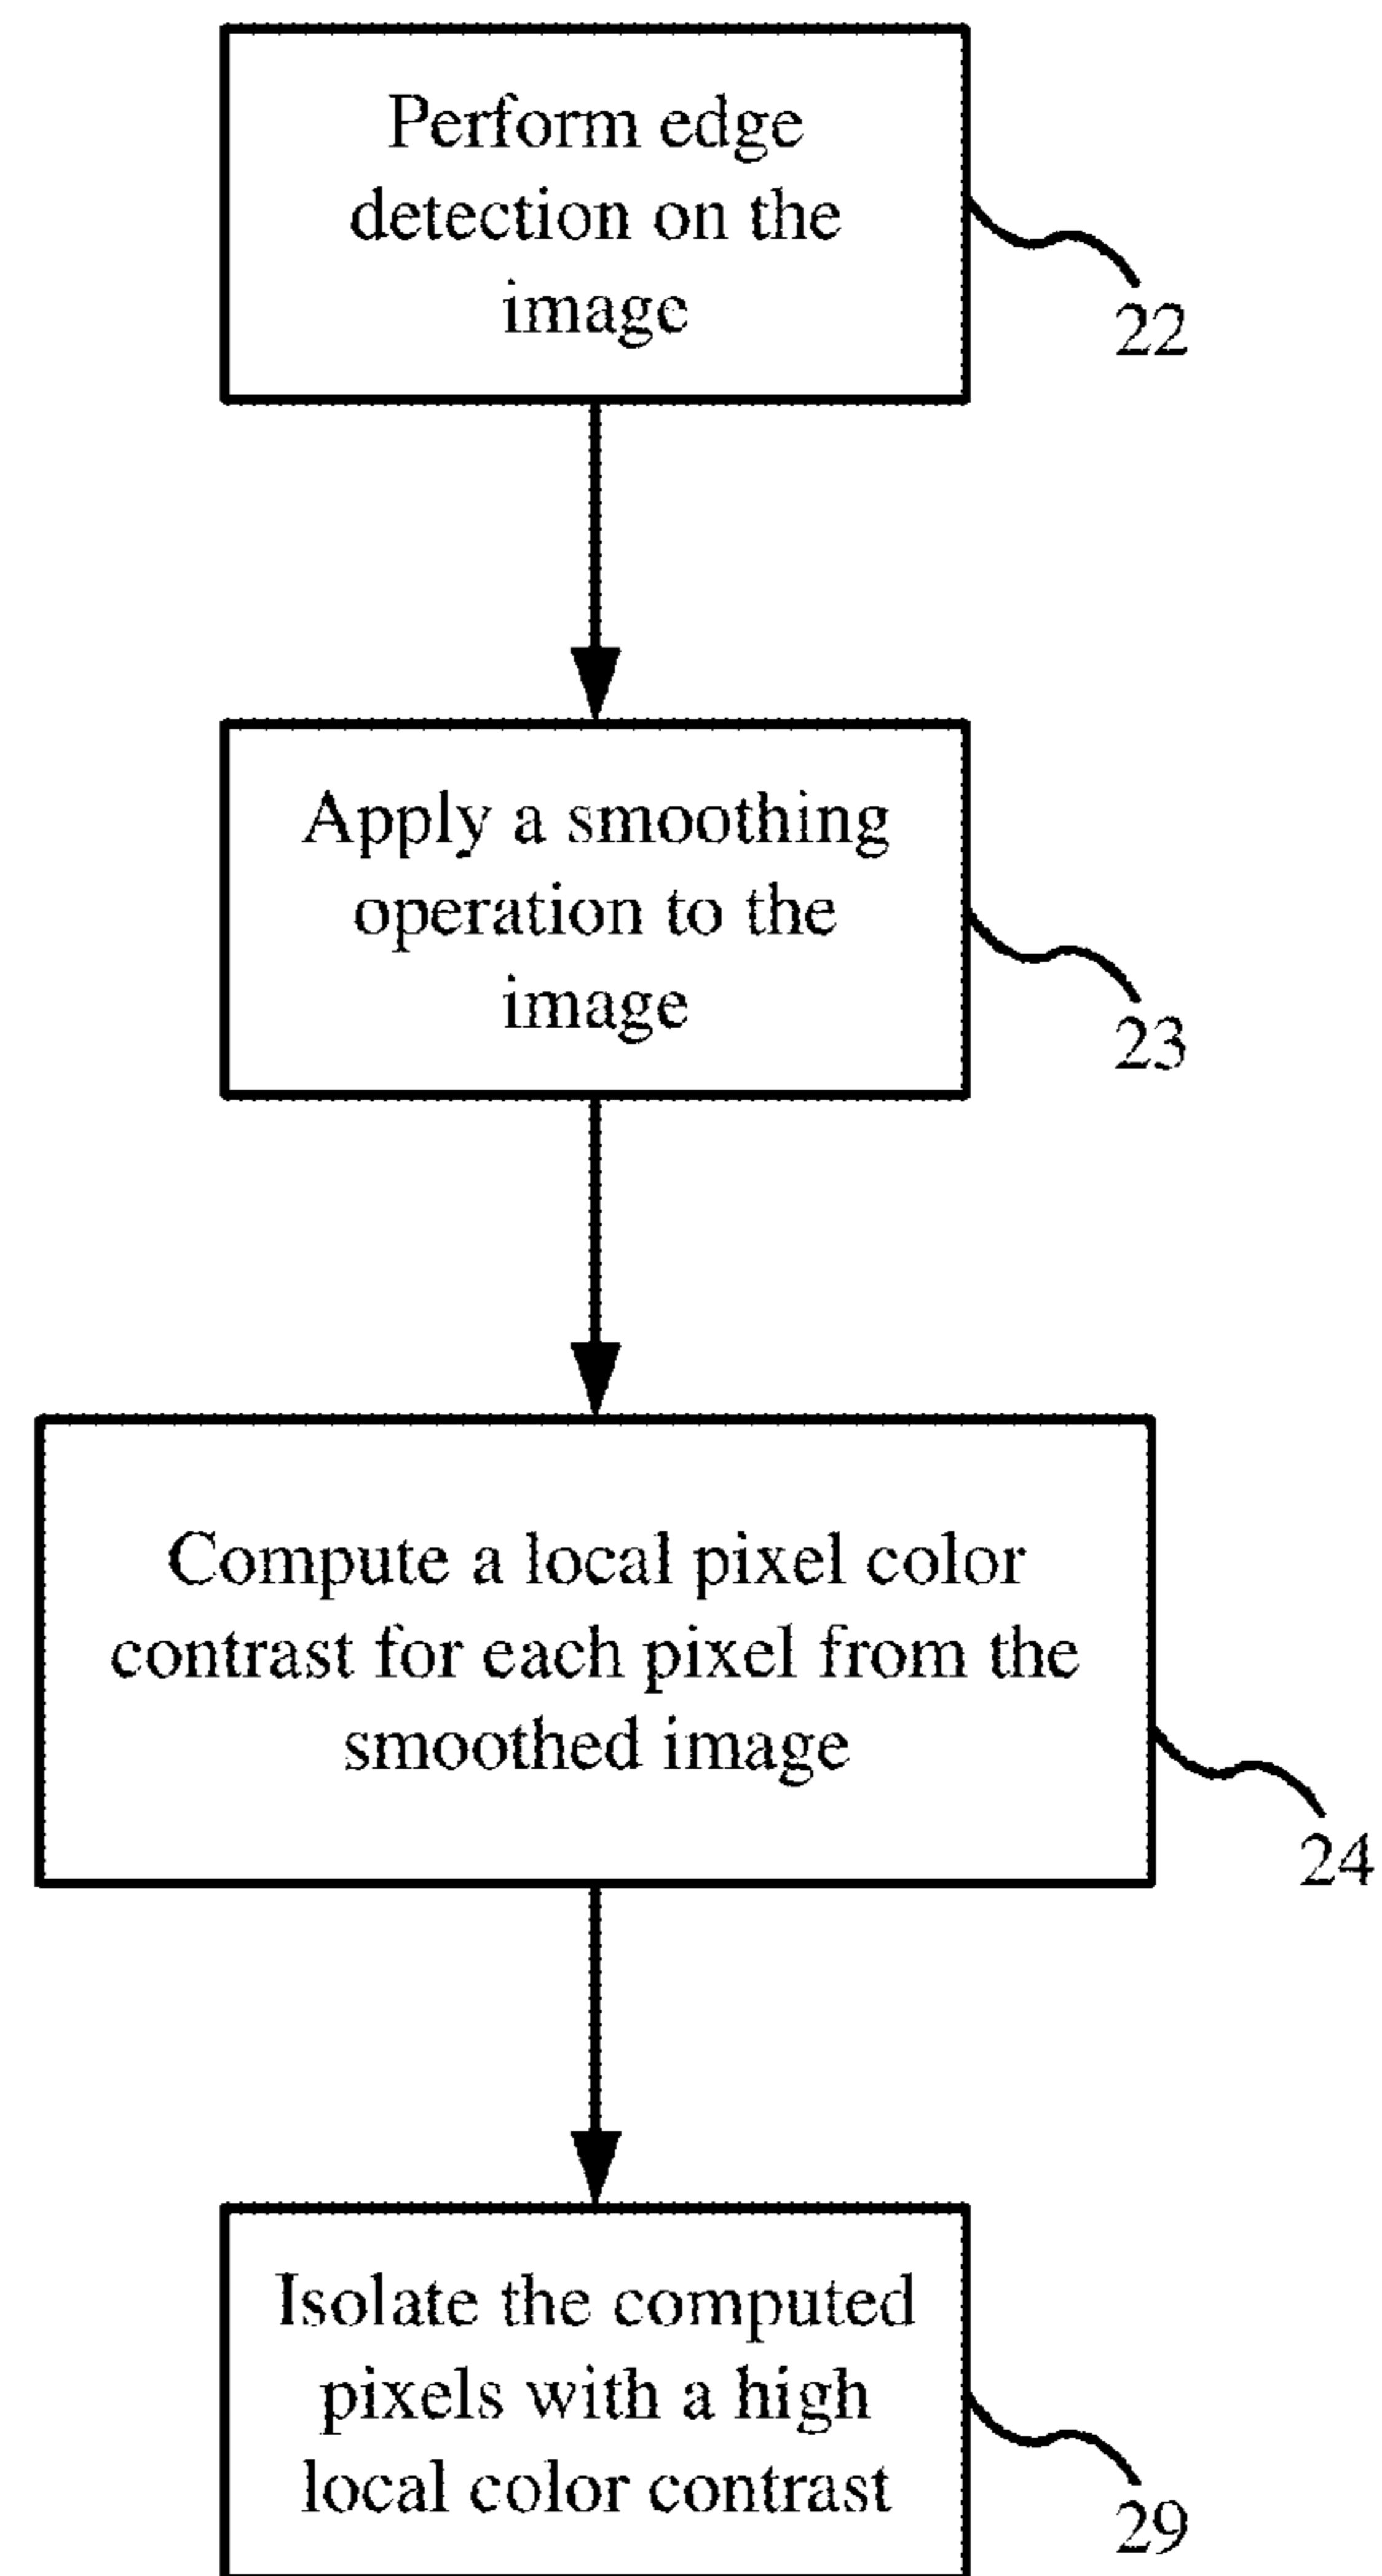 Perform edge
detection on the
image
22
Apply a smoothing
operation to the
image
23
Compute a local pixel color
contrast for each pixel from the
smoothed image
24
Isolate the computed
pixels with a high
local color contrast
29